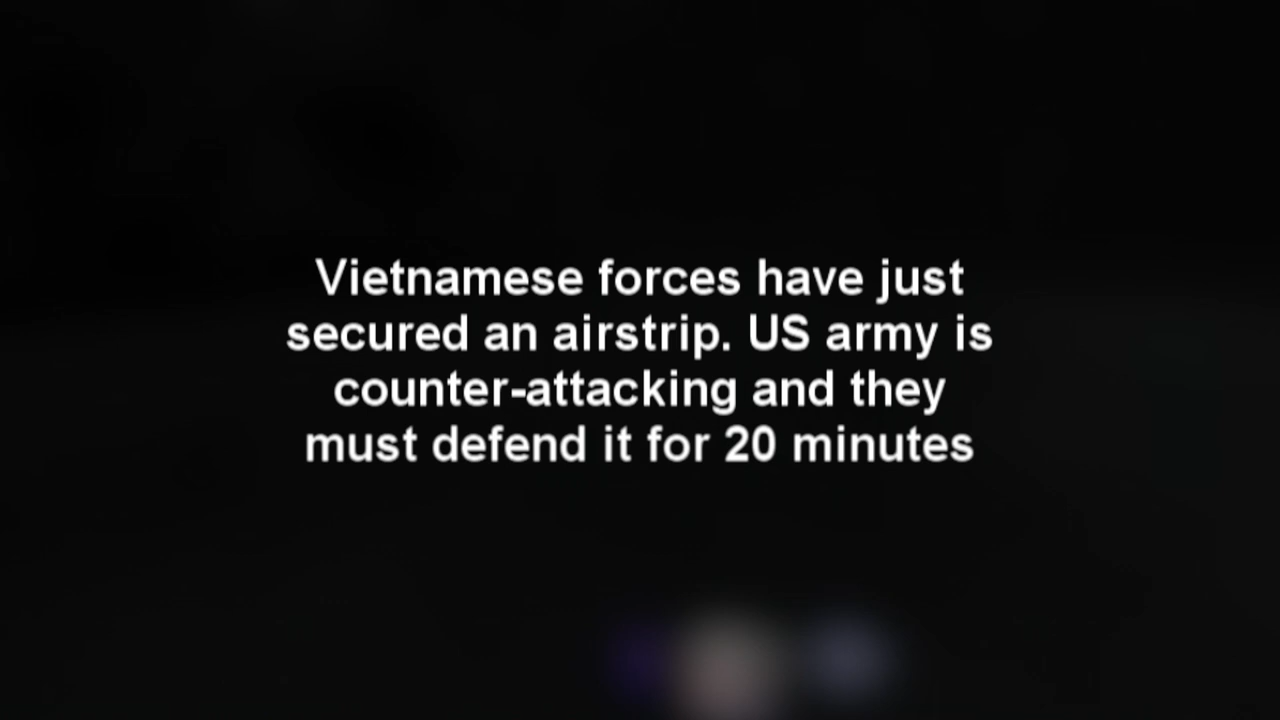 Vietnamese forces have just
secured an airstrip. US army is
counter-attacking and they
must defend it for 20 minutes